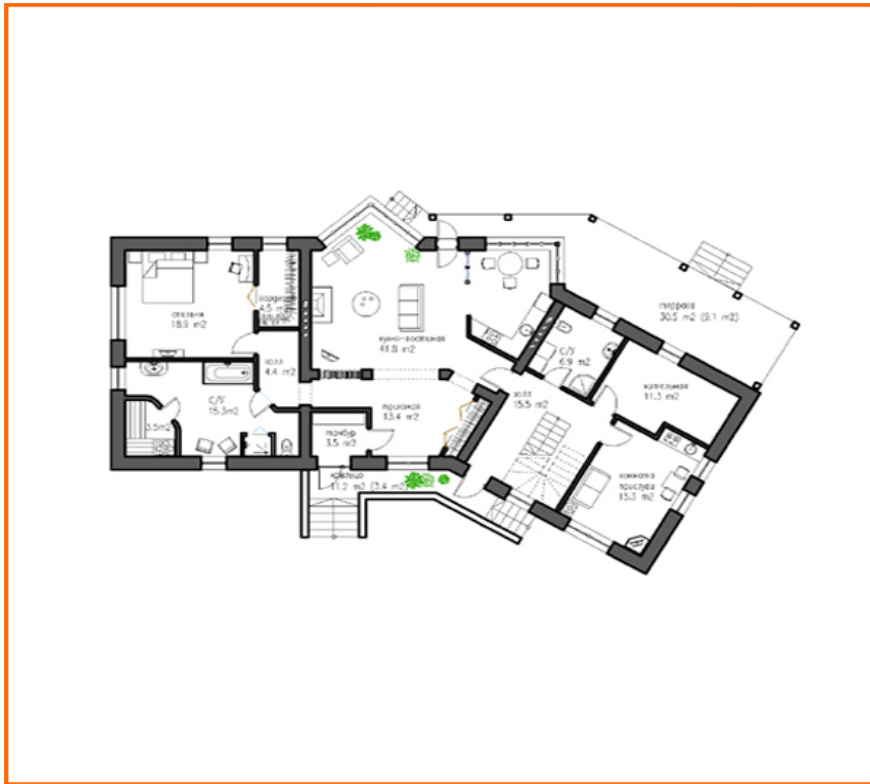 спальня
18.9 m2
гардероб
4.5 m2
холл
4.4 m2
кухня-гостиная
41.8 m2
терраса
30.5 m2 (9.1 m2)
С/У
6.9 m2
котельная
11.3 m2
С/У
15.3m2
3.5m2
прихожая
13.4 m2
тамбур
3.5 m2
холл
15.5 m2
крыльцо
11.2 m2 (3.4 m2)
комната
прислуги
15.3 m2